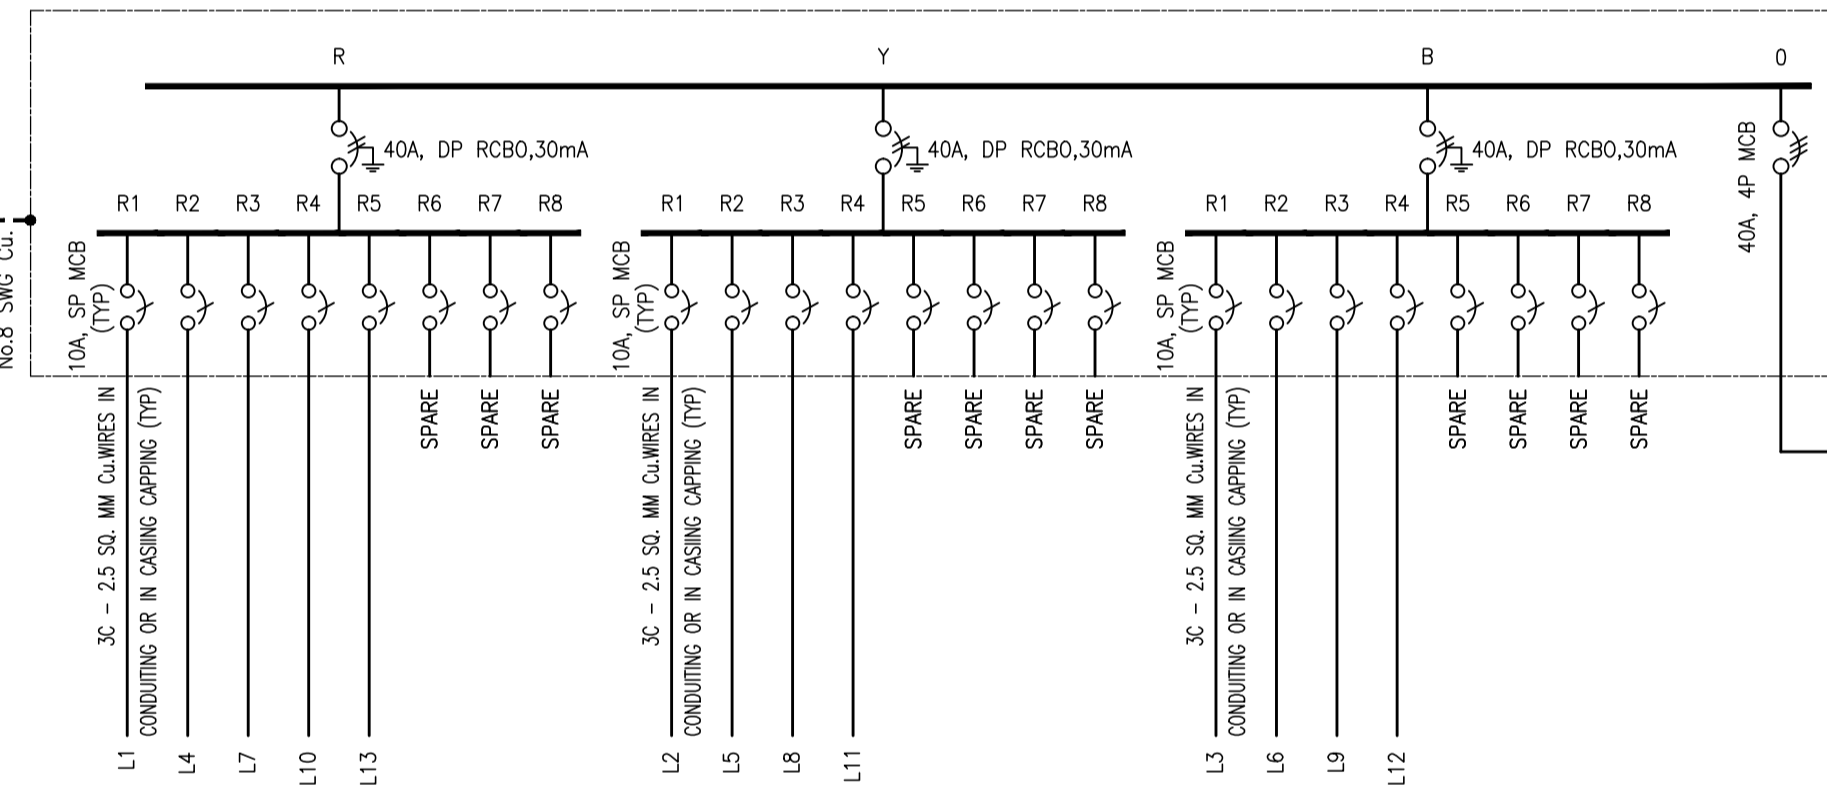 R Y B 0
40A, DP RCBO,30mA 40A, DP RCBO,30mA 40A, DP RCBO,30mA
40A, 4P MCB
R1 R2 R3 R4 R5 R6 R7 R8
R1 R2 R3 R4 R5 R6 R7 R8
R1 R2 R3 R4 R5 R6 R7 R8
No.8 SWG Cu.
10A, SP MCB
(TYP)
10A, SP MCB
(TYP)
10A, SP MCB
(TYP)
3C - 2.5 SQ. MM Cu.WIRES IN
CONDUITING OR IN CASIING CAPPING (TYP)
SPARE SPARE SPARE
3C - 2.5 SQ. MM Cu.WIRES IN
CONDUITING OR IN CASIING CAPPING (TYP)
SPARE SPARE SPARE SPARE
3C - 2.5 SQ. MM Cu.WIRES IN
CONDUITING OR IN CASIING CAPPING (TYP)
SPARE SPARE SPARE SPARE
L1 L4 L7 L10 L13
L2 L5 L8 L11
L3 L6 L9 L12